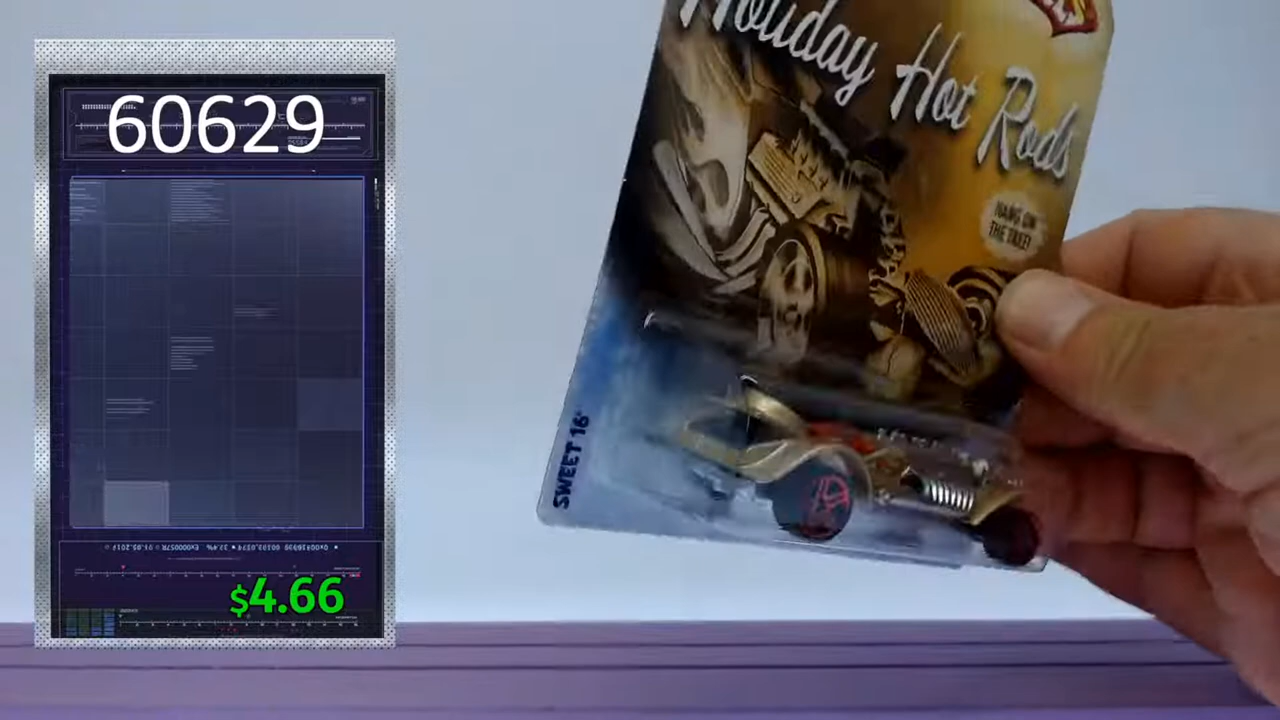 60629
$4.66
Holiday Hot Rods
HANG ON
THE TREE!
SWEET 16